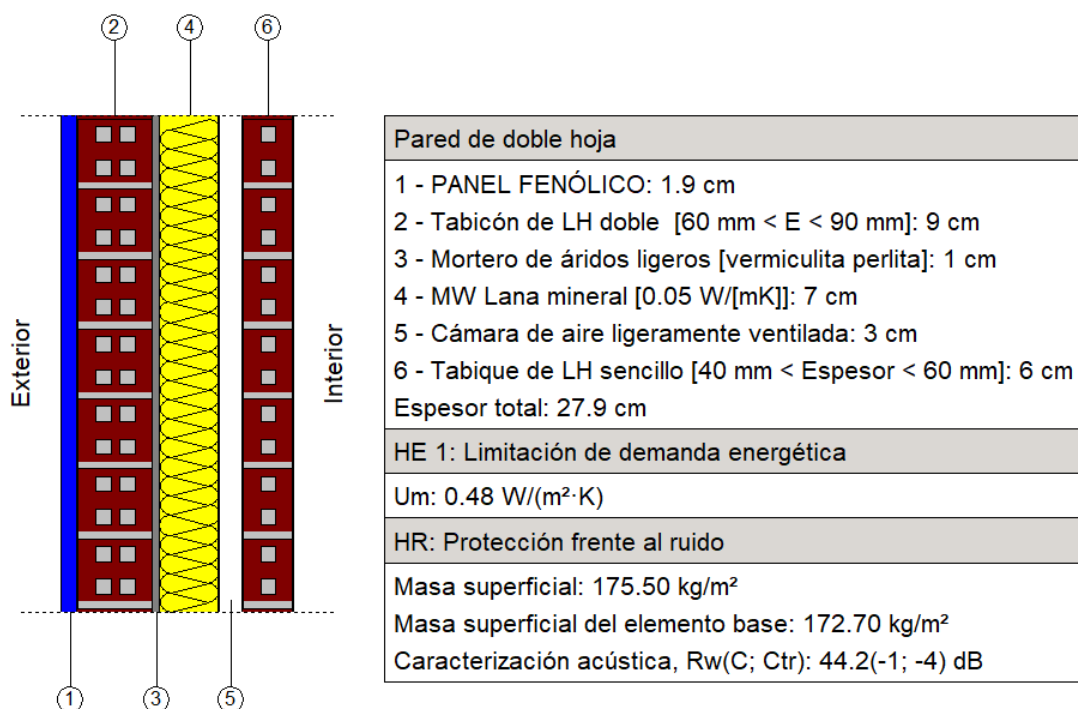 2
4
6
Exterior
Interior
1
3
5
Pared de doble hoja
1 - PANEL FENÓLICO: 1.9 cm
2 - Tabicón de LH doble [60 mm < E < 90 mm]: 9 cm
3 - Mortero de áridos ligeros [vermiculita perlita]: 1 cm
4 - MW Lana mineral [0.05 W/[mK]]: 7 cm
5 - Cámara de aire ligeramente ventilada: 3 cm
6 - Tabique de LH sencillo [40 mm < Espesor < 60 mm]: 6 cm
Espesor total: 27.9 cm
HE 1: Limitación de demanda energética
Um: 0.48 W/(m²·K)
HR: Protección frente al ruido
Masa superficial: 175.50 kg/m²
Masa superficial del elemento base: 172.70 kg/m²
Caracterización acústica, Rw(C; Ctr): 44.2(-1; -4) dB